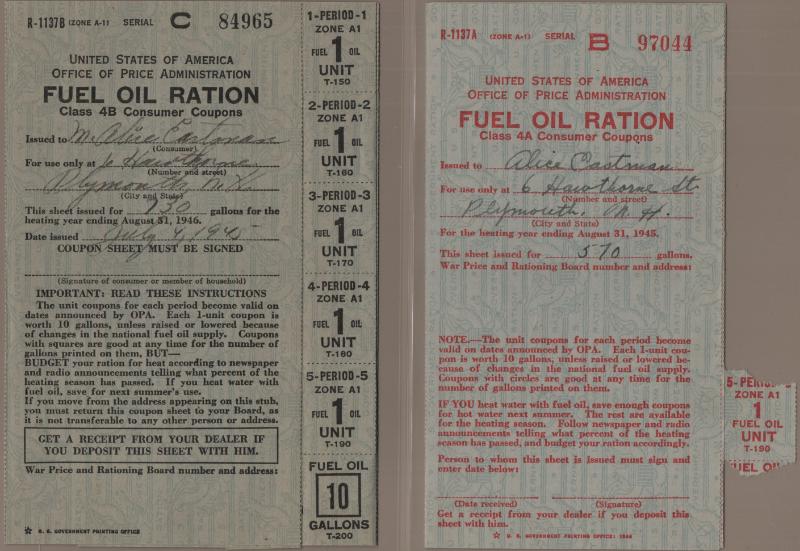 R-1137B (ZONE A-1) SERIAL C 84965
UNITED STATES OF AMERICA
OFFICE OF PRICE ADMINISTRATION
FUEL OIL RATION
Class 4B Consumer Coupons
Issued to M. Alice Eastman
(Consumer)
For use only at 6 Hawthorne
(Number and street)
Plymouth, N.H.
(City and State)
This sheet issued for 130 gallons for the
heating year ending August 31, 1946.
Date issued July 4, 1945
COUPON SHEET MUST BE SIGNED
(Signature of consumer or member of household)
IMPORTANT: READ THESE INSTRUCTIONS
The unit coupons for each period become valid on
dates announced by OPA. Each 1-unit coupon is
worth 10 gallons, unless raised or lowered because
of changes in the national fuel oil supply. Coupons
with squares are good at any time for the number of
gallons printed on them, BUT—
BUDGET your ration for heat according to newspaper
and radio announcements telling what percent of the
heating season has passed. If you heat water with
fuel oil, save for next summer's use.
If you move from the address appearing on this stub,
you must return this coupon sheet to your Board, as
it is not transferable to any other person or address.
GET A RECEIPT FROM YOUR DEALER IF
YOU DEPOSIT THIS SHEET WITH HIM.
War Price and Rationing Board number and address:
☆ U. S. GOVERNMENT PRINTING OFFICE
1-PERIOD-1
ZONE A1
FUEL 1 OIL
UNIT
T-150
2-PERIOD-2
ZONE A1
FUEL 1 OIL
UNIT
T-160
3-PERIOD-3
ZONE A1
FUEL 1 OIL
UNIT
T-170
4-PERIOD-4
ZONE A1
FUEL 1 OIL
UNIT
T-180
5-PERIOD-5
ZONE A1
FUEL 1 OIL
UNIT
T-190
FUEL OIL
10
GALLONS
T-200
R-1137A (ZONE A-1) SERIAL B 97044
UNITED STATES OF AMERICA
OFFICE OF PRICE ADMINISTRATION
FUEL OIL RATION
Class 4A Consumer Coupons
Issued to Alice Eastman
For use only at 6 Hawthorne St.
(Number and street)
Plymouth, N. H.
(City and State)
For the heating year ending August 31, 1945.
This sheet issued for 570 gallons.
War Price and Rationing Board number and address:
NOTE.—The unit coupons for each period become
valid on dates announced by OPA. Each 1-unit cou-
pon is worth 10 gallons, unless raised or lowered be-
cause of changes in the national fuel oil supply.
Coupons with circles are good at any time for the
number of gallons printed on them.
IF YOU heat water with fuel oil, save enough coupons
for hot water next summer. The rest are available
for the heating season. Follow newspaper and radio
announcements telling what percent of the heating
season has passed, and budget your ration accordingly.
Person to whom this sheet is issued must sign and
enter date below:
(Date received) (Signature)
Get a receipt from your dealer if you deposit this
sheet with him.
☆ U. S. GOVERNMENT PRINTING OFFICE: 1944
5-PERIOD
ZONE A1
1
FUEL OIL
UNIT
T-190
FUEL OIL